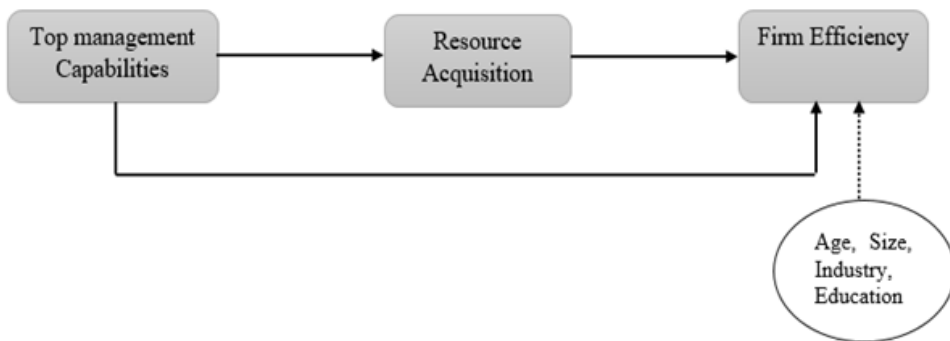 Top management
Capabilities
Resource
Acquisition
Firm Efficiency
Age, Size,
Industry,
Education